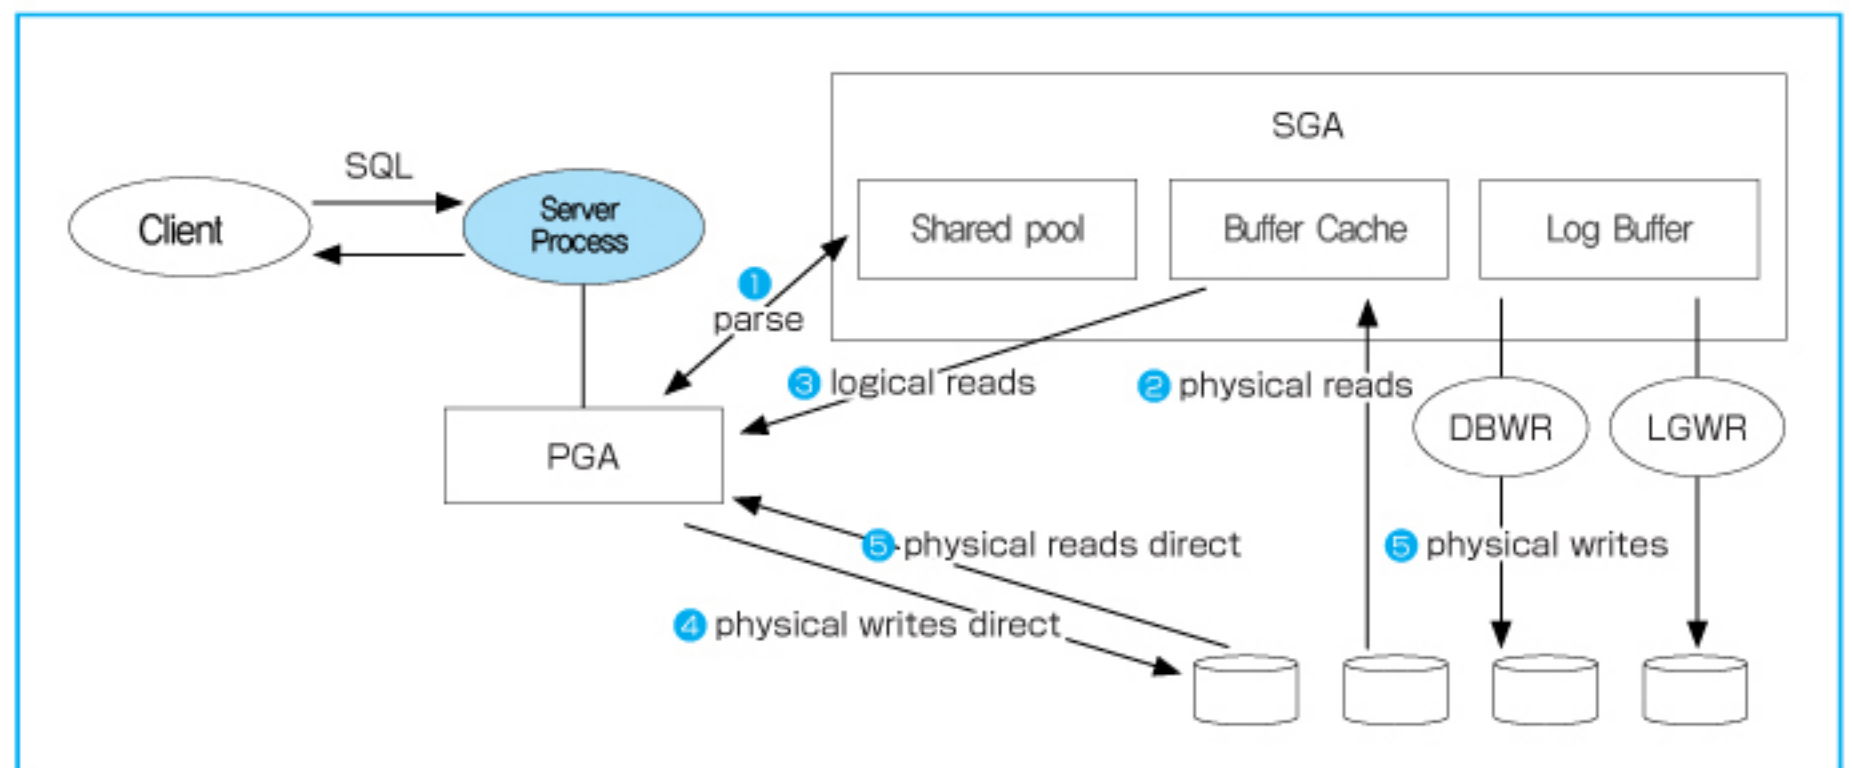 SGA
SQL
Client
Server
Process
Shared pool
Buffer Cache
Log Buffer
1
parse
3 logical reads
2 physical reads
DBWR
LGWR
PGA
5 physical reads direct
5 physical writes
4 physical writes direct